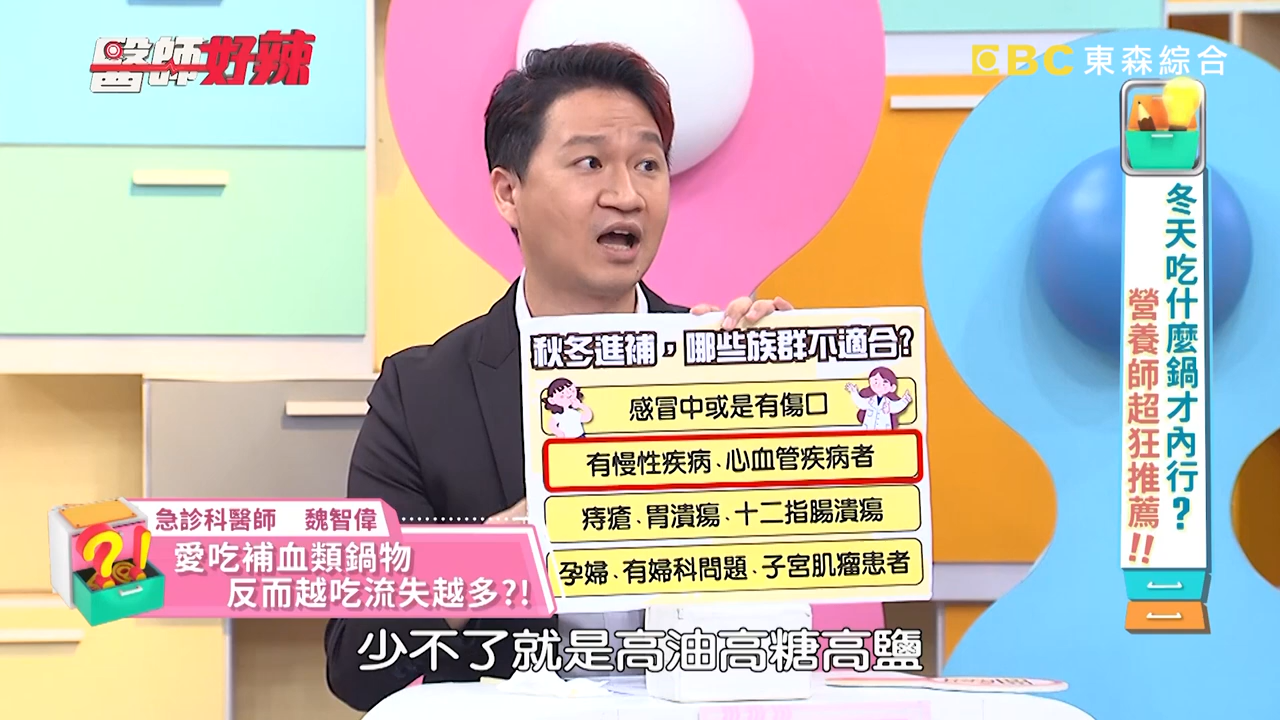 醫師好辣
EBC 東森綜合
冬天吃什麼鍋才內行?
營養師超狂推薦!!
秋冬進補，哪些族群不適合?
感冒中或是有傷口
有慢性疾病、心血管疾病者
痔瘡、胃潰瘍、十二指腸潰瘍
孕婦、有婦科問題、子宮肌瘤患者
?!
急診科醫師 魏智偉
愛吃補血類鍋物
反而越吃流失越多?!
少不了就是高油高糖高鹽